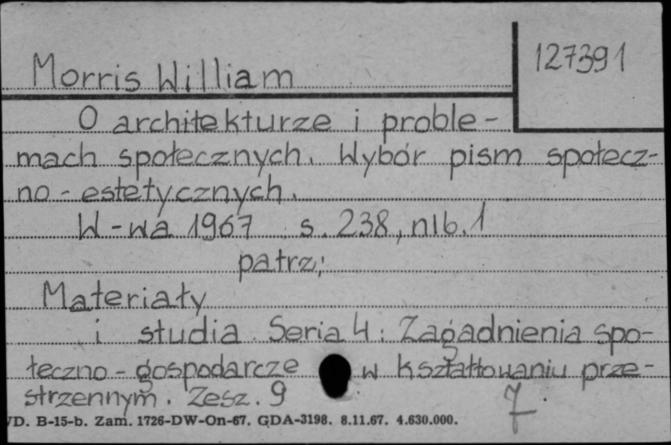 127391
Morris William
O architekturze i proble-
mach społecznych. Wybór pism społecz-
no-estetycznych.
W-wa 1967 s. 238, nlb. 1
patrz:
Materiały
i studia. Seria 4: Zagadnienia spo-
łeczno-gospodarcze w kształtowaniu prze-
strzennym. Zesz. 9
7
D. B-15-b. Zam. 1726-DW-On-67. GDA-3198. 8.11.67. 4.630.000.